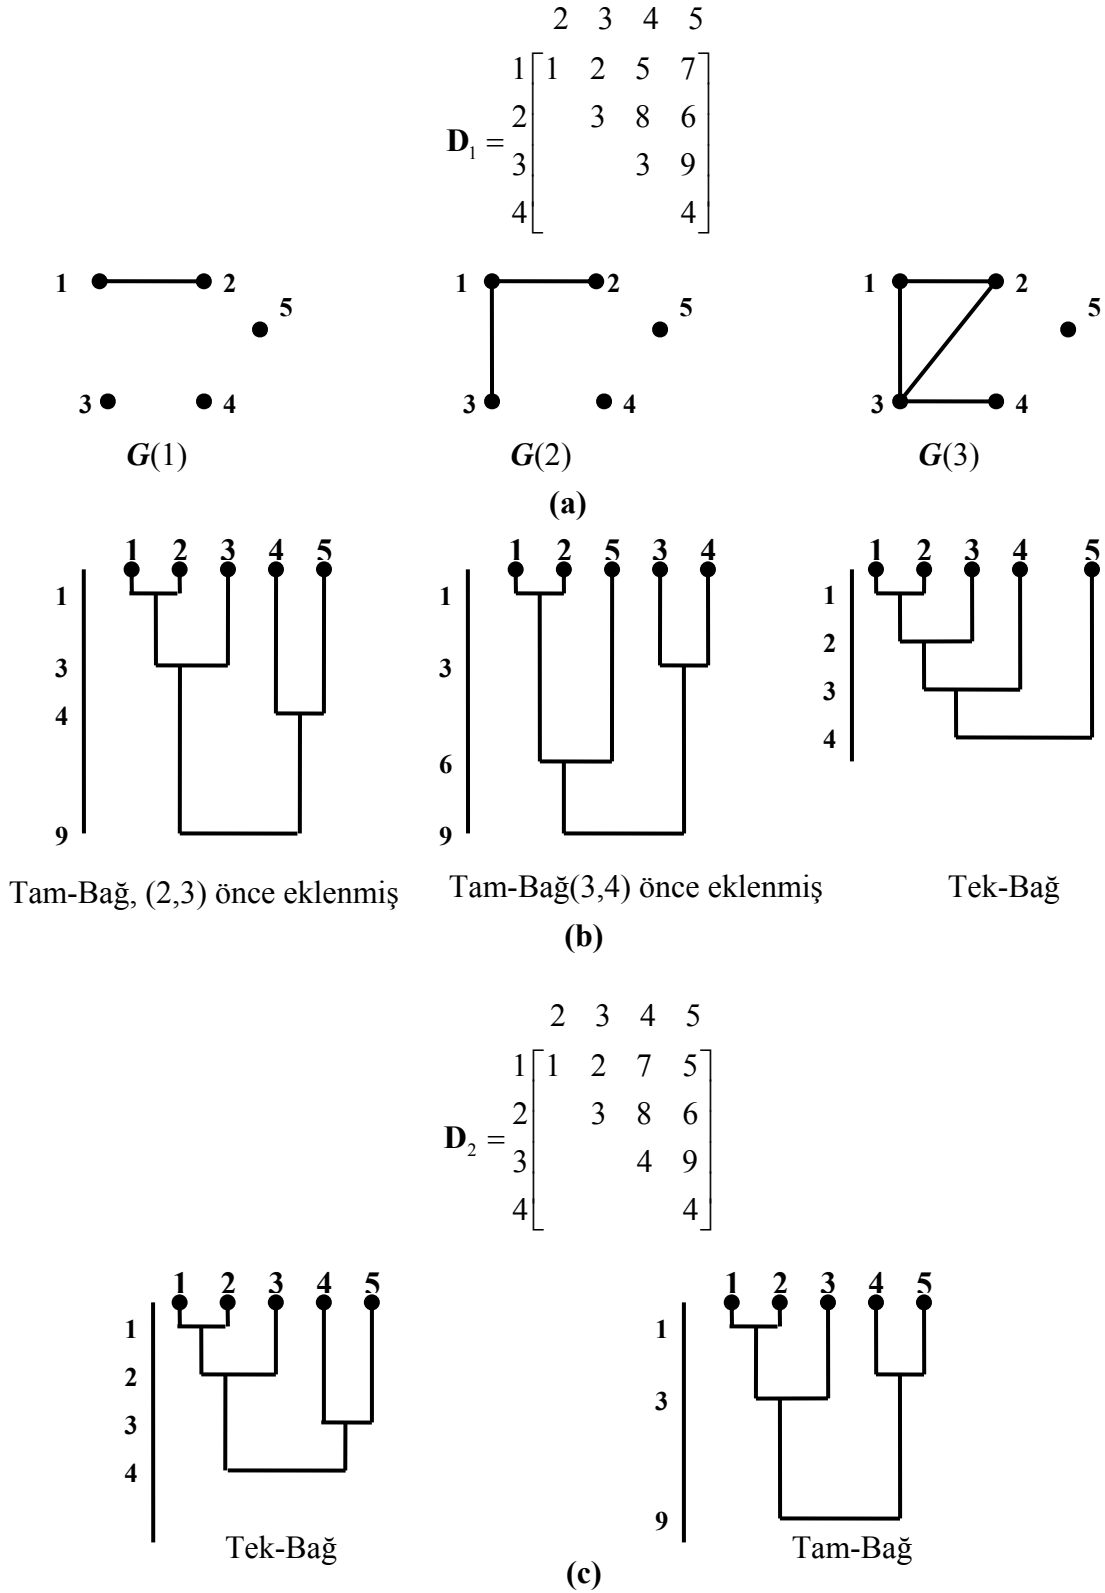 2 3 4 5
1 1 2 5 7
2 3 8 6
D₁ =
3 3 9
4 4
1 2 5 3 4
1 2 5 3 4
1 2 5 3 4
G(1) G(2) G(3)
(a)
1 2 3 4 5
1
3
4
9
1 2 5 3 4
1
3
6
9
1 2 3 4 5
1
2
3
4
Tam-Bağ, (2,3) önce eklenmiş
Tam-Bağ(3,4) önce eklenmiş
Tek-Bağ
(b)
2 3 4 5
1 1 2 7 5
2 3 8 6
D₂ =
3 4 9
4 4
1 2 3 4 5
1
2
3
4
Tek-Bağ
1 2 3 4 5
1
3
9
Tam-Bağ
(c)